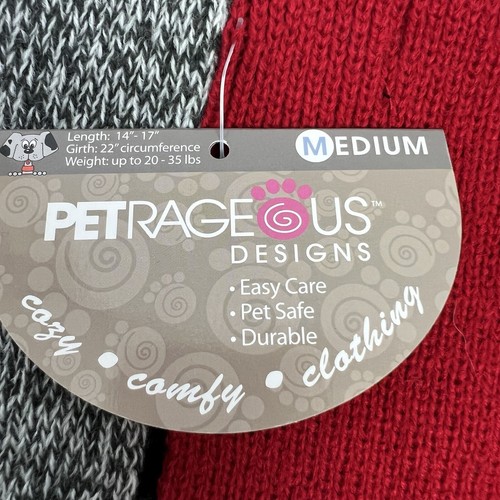 Length: 14"- 17"
Girth: 22" circumference
Weight: up to 20 - 35 lbs
MEDIUM
PETRAGEOUS™
DESIGNS
• Easy Care
• Pet Safe
• Durable
cozy • comfy • clothing